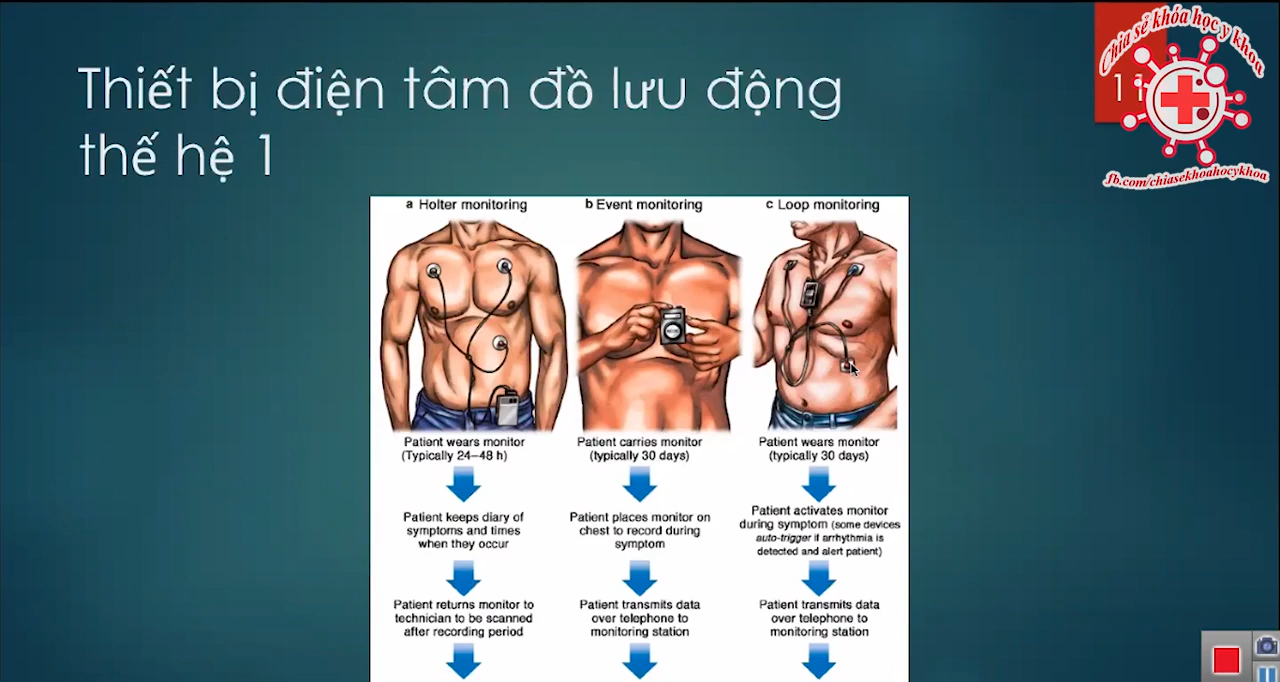 Thiết bị điện tâm đồ lưu động
thế hệ 1
Chia sẻ khóa học y khoa
11
fb.com/chiasekhoahocykhoa
a Holter monitoring
Patient wears monitor
(Typically 24–48 h)
Patient keeps diary of
symptoms and times
when they occur
Patient returns monitor to
technician to be scanned
after recording period
b Event monitoring
Patient carries monitor
(typically 30 days)
Patient places monitor on
chest to record during
symptom
Patient transmits data
over telephone to
monitoring station
c Loop monitoring
Patient wears monitor
(typically 30 days)
Patient activates monitor
during symptom (some devices
auto-trigger if arrhythmia is
detected and alert patient)
Patient transmits data
over telephone to
monitoring station